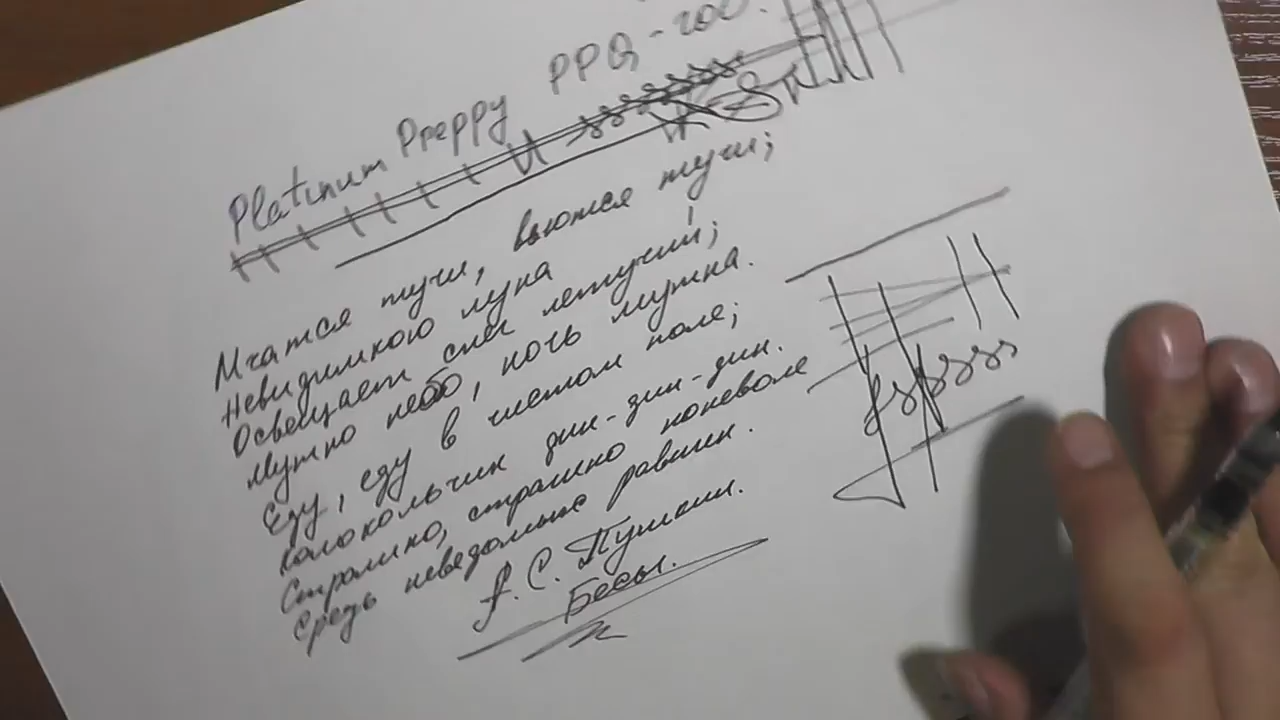 Platinum Preppy PPQ-200.
Мчатся тучи, вьются тучи;
Невидимкою луна
Освещает снег летучий;
Мутно небо, ночь мутна.
Еду, еду в чистом поле;
Колокольчик дин-дин-дин.
Страшно, страшно поневоле
Средь неведомых равнин.
А. С. Пушкин.
Бесы.